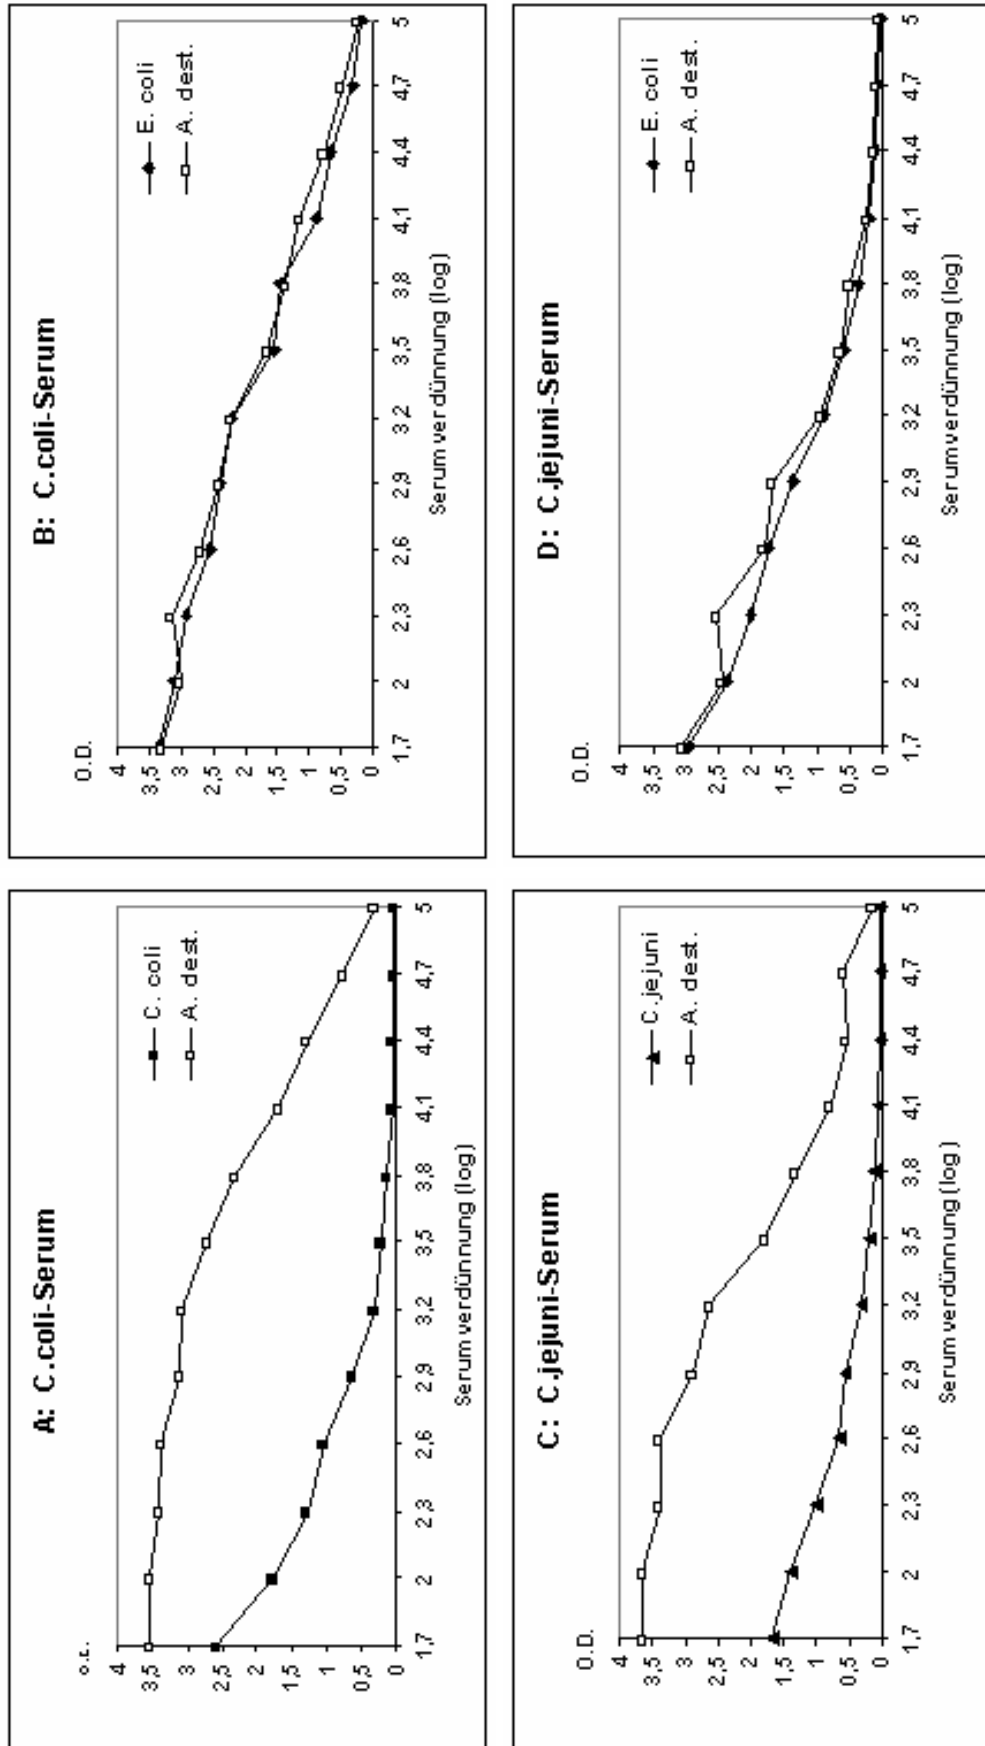 A: C.coli-Serum
4
3,5
3
2,5
2
1,5
1
0,5
0
1,7 2 2,3 2,6 2,9 3,2 3,5 3,8 4,1 4,4 4,7 5
Serumverdünnung (log)
C. coli
A. dest.
B: C.coli-Serum
O.D.
4
3,5
3
2,5
2
1,5
1
0,5
0
1,7 2 2,3 2,6 2,9 3,2 3,5 3,8 4,1 4,4 4,7 5
Serumverdünnung (log)
E. coli
A. dest.
C: C.jejuni-Serum
O.D.
4
3,5
3
2,5
2
1,5
1
0,5
0
1,7 2 2,3 2,6 2,9 3,2 3,5 3,8 4,1 4,4 4,7 5
Serumverdünnung (log)
C.jejuni
A. dest.
D: C.jejuni-Serum
O.D.
4
3,5
3
2,5
2
1,5
1
0,5
0
1,7 2 2,3 2,6 2,9 3,2 3,5 3,8 4,1 4,4 4,7 5
Serumverdünnung (log)
E. coli
A. dest.